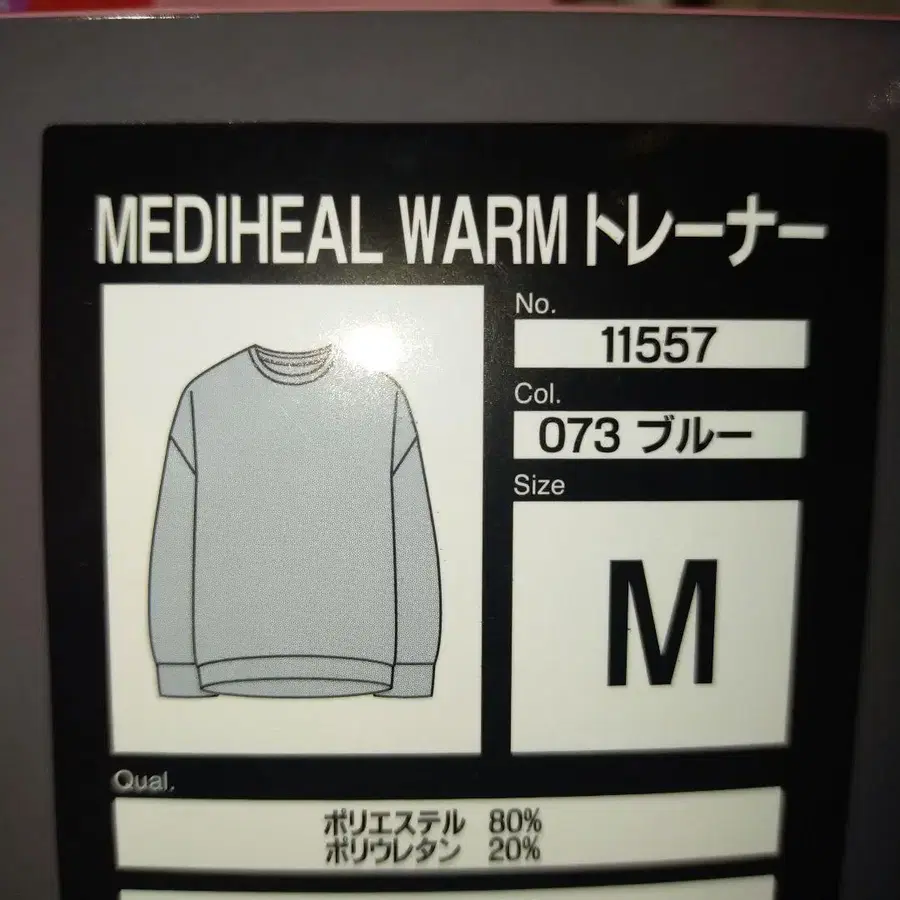 MEDIHEAL WARM トレーナー
No.
11557
Col.
073 ブルー
Size
M
Qual.
ポリエステル 80%
ポリウレタン 20%